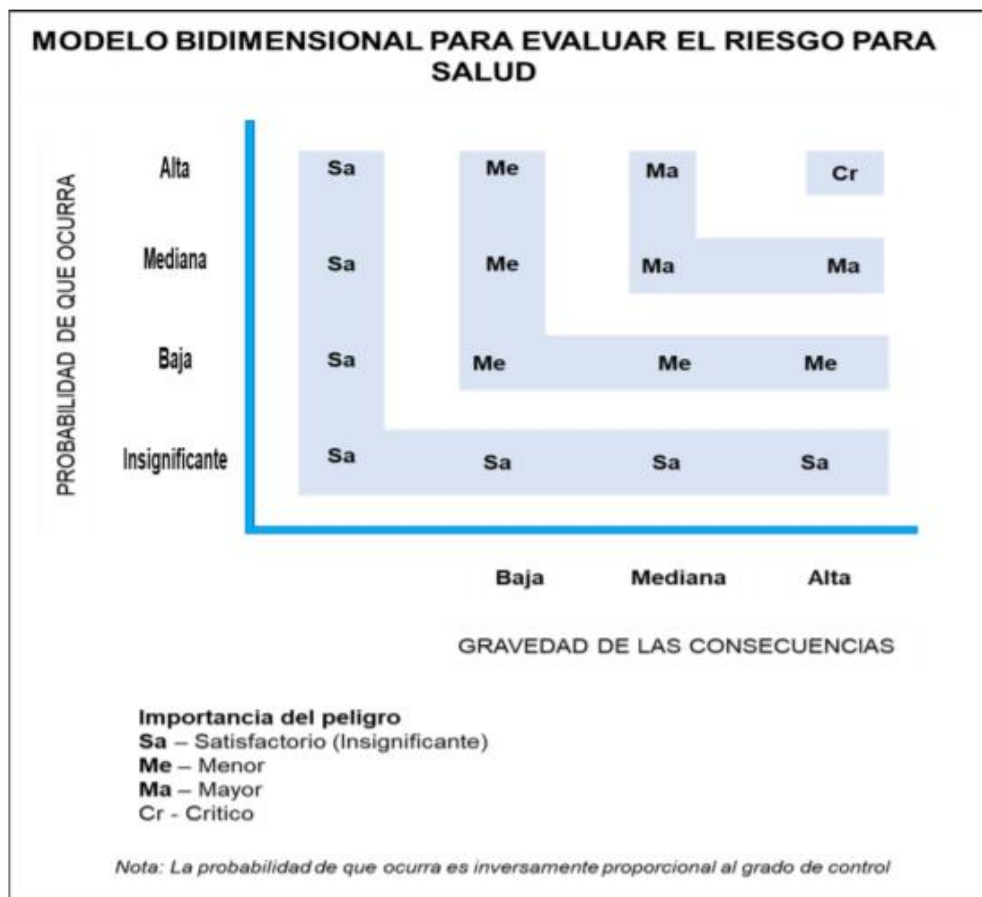 MODELO BIDIMENSIONAL PARA EVALUAR EL RIESGO PARA
SALUD
PROBABILIDAD DE QUE OCURRA
Alta Sa Me Ma Cr
Mediana Sa Me Ma Ma
Baja Sa Me Me Me
Insignificante Sa Sa Sa Sa
Baja Mediana Alta
GRAVEDAD DE LAS CONSECUENCIAS
Importancia del peligro
Sa – Satisfactorio (Insignificante)
Me – Menor
Ma – Mayor
Cr - Critico
Nota: La probabilidad de que ocurra es inversamente proporcional al grado de control